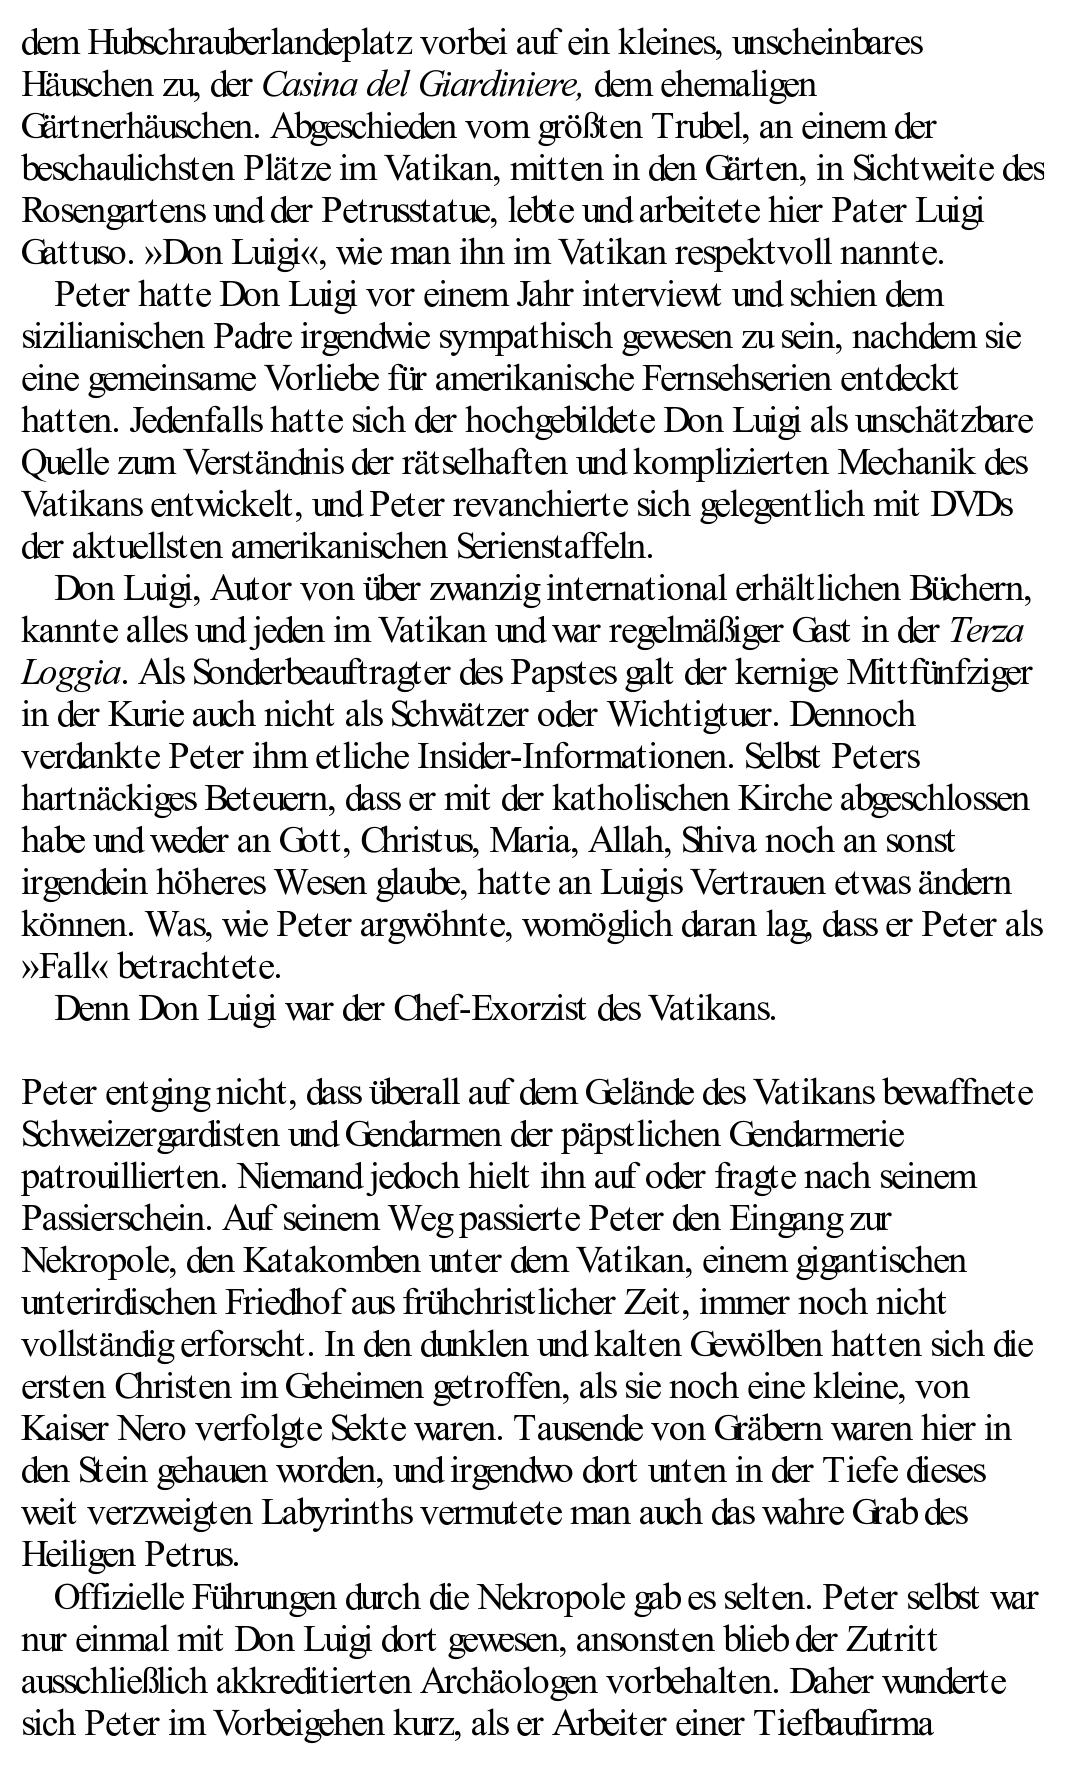 dem Hubschrauberlandeplatz vorbei auf ein kleines, unscheinbares
Häuschen zu, der Casina del Giardiniere, dem ehemaligen
Gärtnerhäuschen. Abgeschieden vom größten Trubel, an einem der
beschaulichsten Plätze im Vatikan, mitten in den Gärten, in Sichtweite des
Rosengartens und der Petrusstatue, lebte und arbeitete hier Pater Luigi
Gattuso. »Don Luigi«, wie man ihn im Vatikan respektvoll nannte.
Peter hatte Don Luigi vor einem Jahr interviewt und schien dem
sizilianischen Padre irgendwie sympathisch gewesen zu sein, nachdem sie
eine gemeinsame Vorliebe für amerikanische Fernsehserien entdeckt
hatten. Jedenfalls hatte sich der hochgebildete Don Luigi als unschätzbare
Quelle zum Verständnis der rätselhaften und komplizierten Mechanik des
Vatikans entwickelt, und Peter revanchierte sich gelegentlich mit DVDs
der aktuellsten amerikanischen Serienstaffeln.
Don Luigi, Autor von über zwanzig international erhältlichen Büchern,
kannte alles und jeden im Vatikan und war regelmäßiger Gast in der Terza
Loggia. Als Sonderbeauftragter des Papstes galt der kernige Mittfünfziger
in der Kurie auch nicht als Schwätzer oder Wichtigtuer. Dennoch
verdankte Peter ihm etliche Insider-Informationen. Selbst Peters
hartnäckiges Beteuern, dass er mit der katholischen Kirche abgeschlossen
habe und weder an Gott, Christus, Maria, Allah, Shiva noch an sonst
irgendein höheres Wesen glaube, hatte an Luigis Vertrauen etwas ändern
können. Was, wie Peter argwöhnte, womöglich daran lag, dass er Peter als
»Fall« betrachtete.
Denn Don Luigi war der Chef-Exorzist des Vatikans.
Peter entging nicht, dass überall auf dem Gelände des Vatikans bewaffnete
Schweizergardisten und Gendarmen der päpstlichen Gendarmerie
patrouillierten. Niemand jedoch hielt ihn auf oder fragte nach seinem
Passierschein. Auf seinem Weg passierte Peter den Eingang zur
Nekropole, den Katakomben unter dem Vatikan, einem gigantischen
unterirdischen Friedhof aus frühchristlicher Zeit, immer noch nicht
vollständig erforscht. In den dunklen und kalten Gewölben hatten sich die
ersten Christen im Geheimen getroffen, als sie noch eine kleine, von
Kaiser Nero verfolgte Sekte waren. Tausende von Gräbern waren hier in
den Stein gehauen worden, und irgendwo dort unten in der Tiefe dieses
weit verzweigten Labyrinths vermutete man auch das wahre Grab des
Heiligen Petrus.
Offizielle Führungen durch die Nekropole gab es selten. Peter selbst war
nur einmal mit Don Luigi dort gewesen, ansonsten blieb der Zutritt
ausschließlich akkreditierten Archäologen vorbehalten. Daher wunderte
sich Peter im Vorbeigehen kurz, als er Arbeiter einer Tiefbaufirma